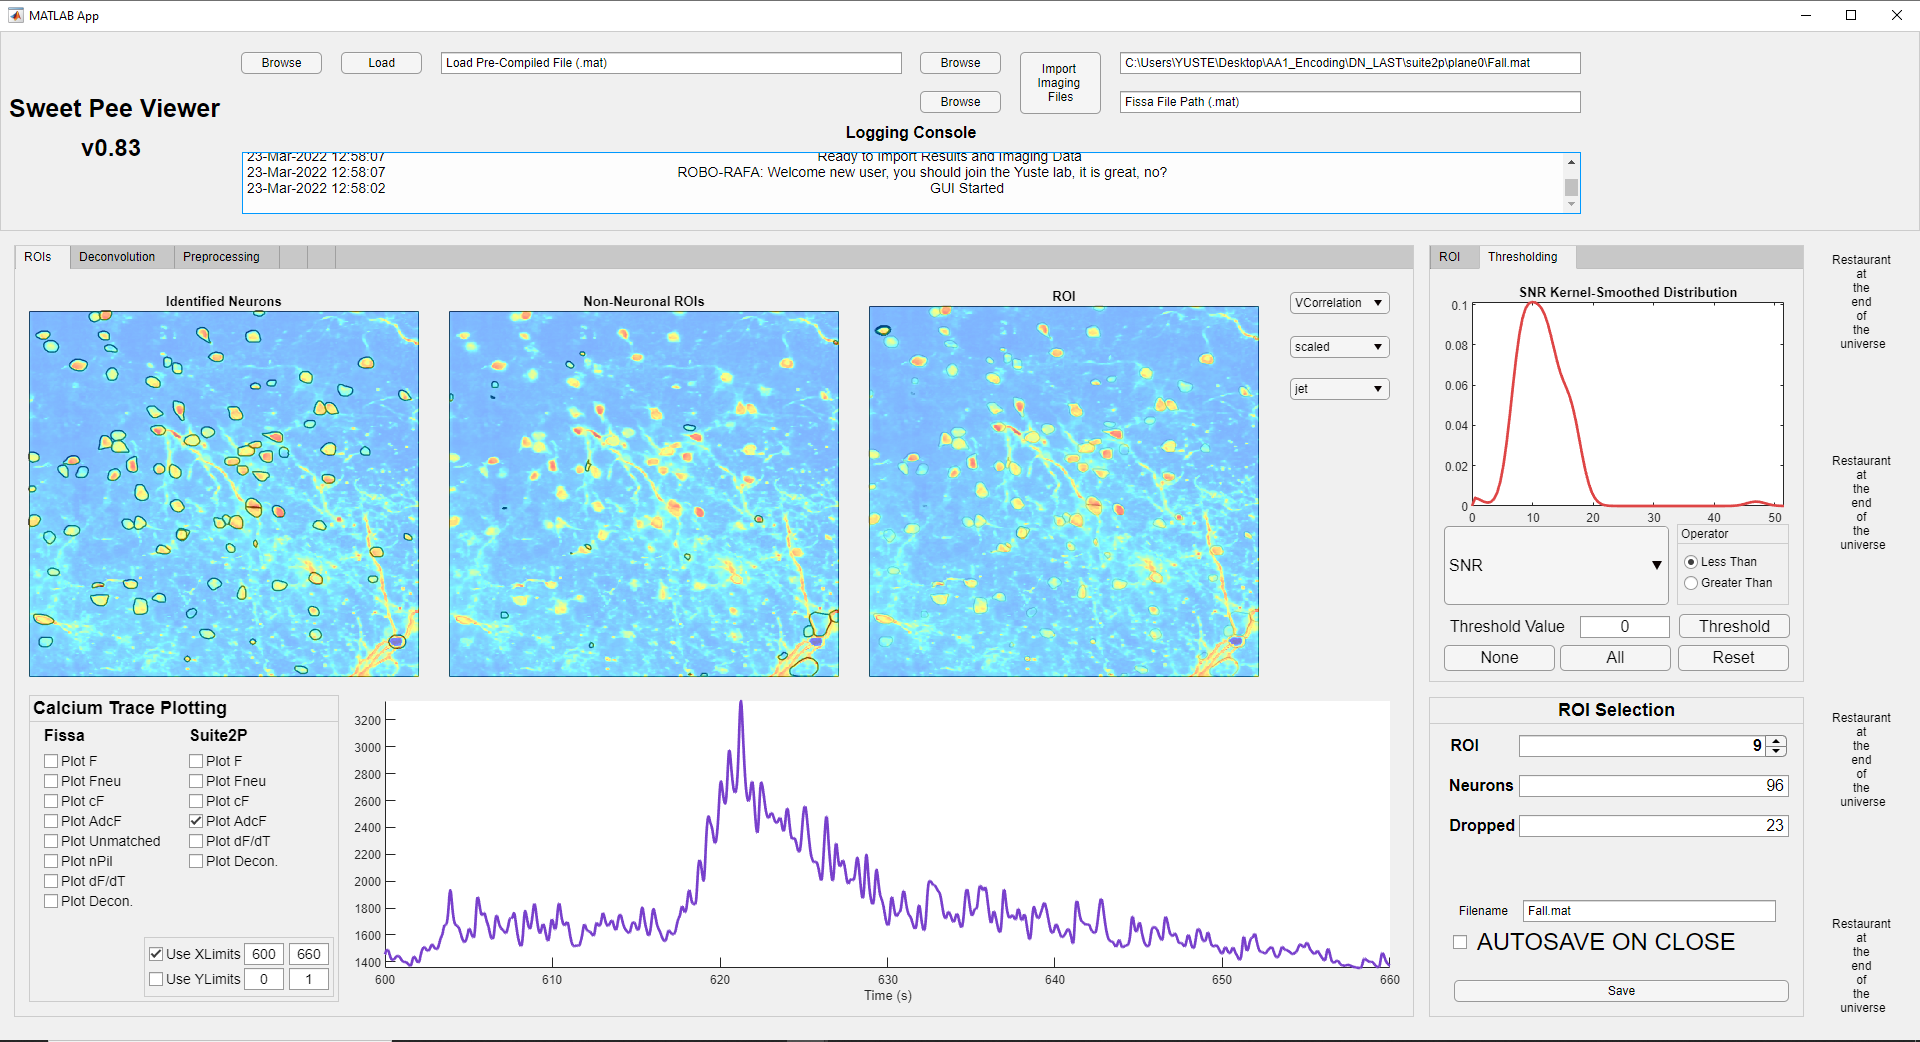 MATLAB App
Browse
Load
Load Pre-Compiled File (.mat)
Browse
Import
Imaging
Files
C:\Users\YUSTE\Desktop\AA1_Encoding\DN_LAST\suite2p\plane0\Fall.mat
Browse
Fissa File Path (.mat)
Sweet Pee Viewer
v0.83
Logging Console
23-Mar-2022 12:58:07 Ready to Import Results and Imaging Data
23-Mar-2022 12:58:07 ROBO-RAFA: Welcome new user, you should join the Yuste lab, it is great, no?
23-Mar-2022 12:58:02 GUI Started
ROIs
Deconvolution
Preprocessing
Identified Neurons
Non-Neuronal ROIs
ROI
VCorrelation
scaled
jet
Calcium Trace Plotting
Fissa
Plot F
Plot Fneu
Plot cF
Plot AdcF
Plot Unmatched
Plot nPil
Plot dF/dT
Plot Decon.
Suite2P
Plot F
Plot Fneu
Plot cF
Plot AdcF
Plot dF/dT
Plot Decon.
Use XLimits 600 660
Use YLimits 0 1
3200
3000
2800
2600
2400
2200
2000
1800
1600
1400
600 610 620 630 640 650 660
Time (s)
ROI
Thresholding
SNR Kernel-Smoothed Distribution
0.1
0.08
0.06
0.04
0.02
0
0 10 20 30 40 50
SNR
Operator
Less Than
Greater Than
Threshold Value 0 Threshold
None All Reset
ROI Selection
ROI 9
Neurons 96
Dropped 23
Filename Fall.mat
AUTOSAVE ON CLOSE
Save
Restaurant
at
the
end
of
the
universe
Restaurant
at
the
end
of
the
universe
Restaurant
at
the
end
of
the
universe
Restaurant
at
the
end
of
the
universe